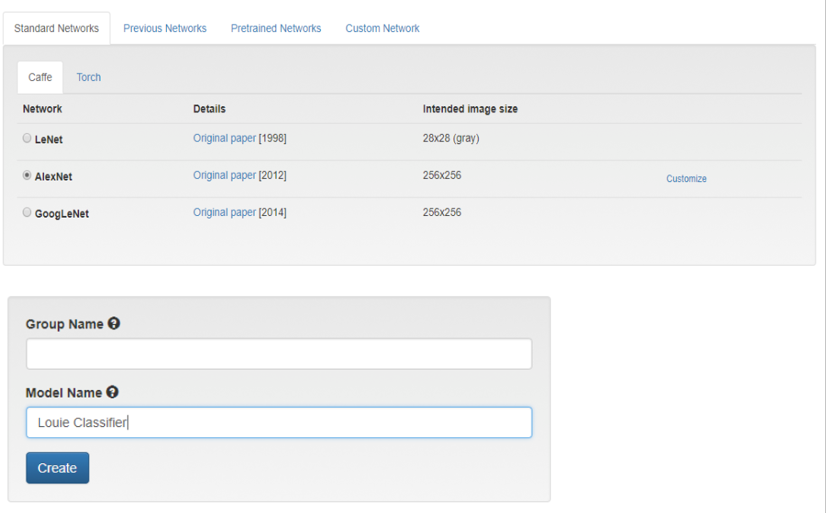 Standard Networks Previous Networks Pretrained Networks Custom Network
Caffe Torch
Network Details Intended image size
LeNet Original paper [1998] 28x28 (gray)
AlexNet Original paper [2012] 256x256 Customize
GoogLeNet Original paper [2014] 256x256
Group Name ?
Model Name ?
Louie Classifier
Create